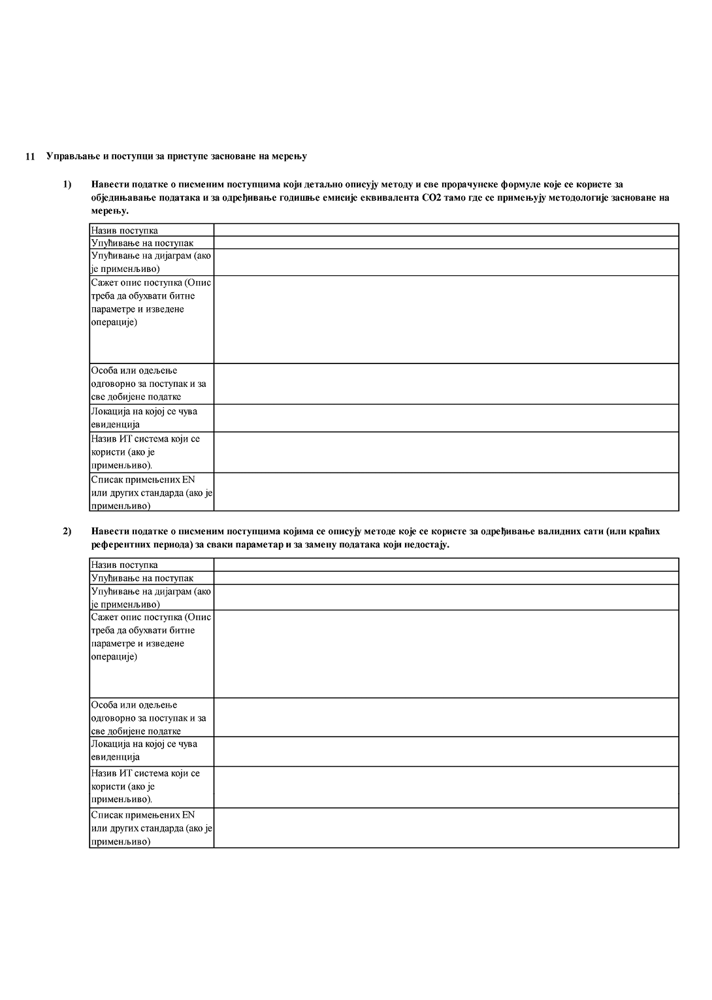 11 Управљање и поступци за приступе засноване на мерењу
1) Навести податке о писменим поступцима који детаљно описују методу и све прорачунске формуле које се користе за
обједињавање података и за одређивање годишње емисије еквивалента CO2 тамо где се примењују методологије засноване на
мерењу.
Назив поступка
Упућивање на поступак
Упућивање на дијаграм (ако
је применљиво)
Сажет опис поступка (Опис
треба да обухвати битне
параметре и изведене
операције)
Особа или одељење
одговорно за поступак и за
све добијене податке
Локација на којој се чува
евиденција
Назив ИТ система који се
користи (ако је
применљиво).
Списак примењених EN
или других стандарда (ако је
применљиво)
2) Навести податке о писменим поступцима којима се описују методе које се користе за одређивање валидних сати (или краћих
референтних периода) за сваки параметар и за замену података који недостају.
Назив поступка
Упућивање на поступак
Упућивање на дијаграм (ако
је применљиво)
Сажет опис поступка (Опис
треба да обухвати битне
параметре и изведене
операције)
Особа или одељење
одговорно за поступак и за
све добијене податке
Локација на којој се чува
евиденција
Назив ИТ система који се
користи (ако је
применљиво).
Списак примењених EN
или других стандарда (ако је
применљиво)